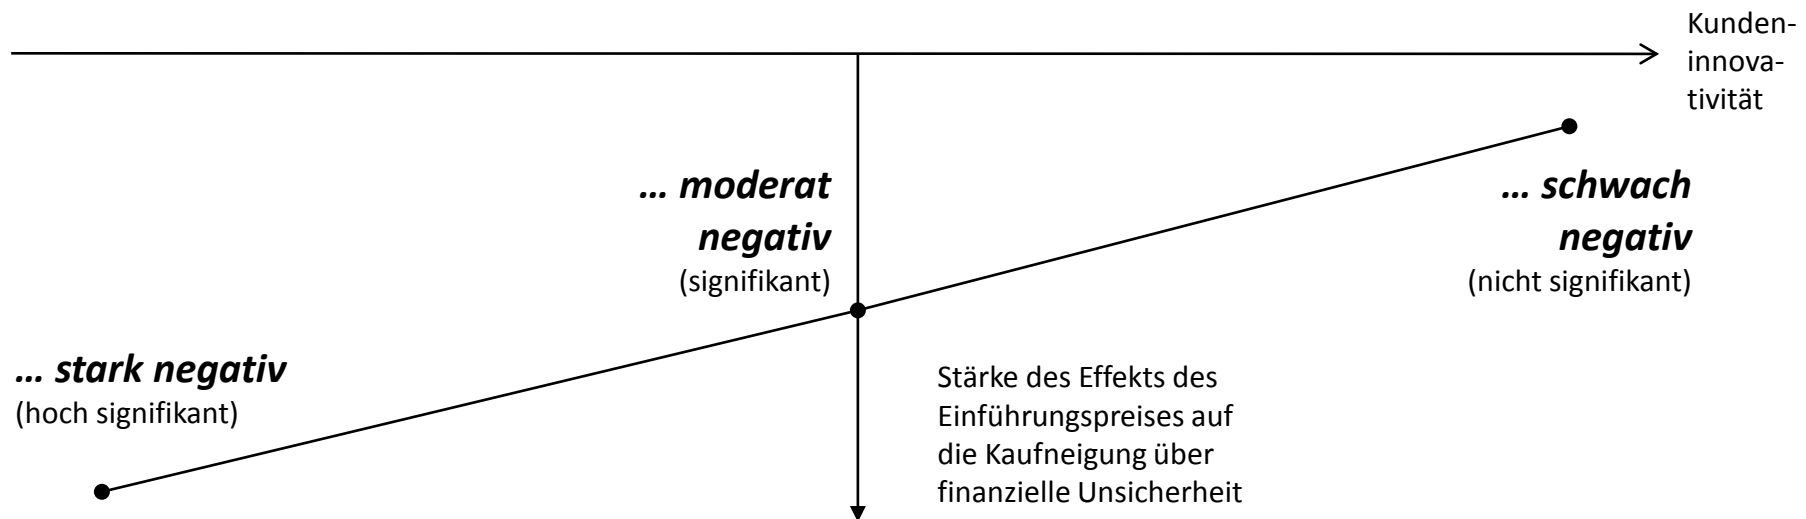 Kunden-
innova-
tivität
… moderat
negativ
(signifikant)
… schwach
negativ
(nicht signifikant)
… stark negativ
(hoch signifikant)
Stärke des Effekts des
Einführungspreises auf
die Kaufneigung über
finanzielle Unsicherheit